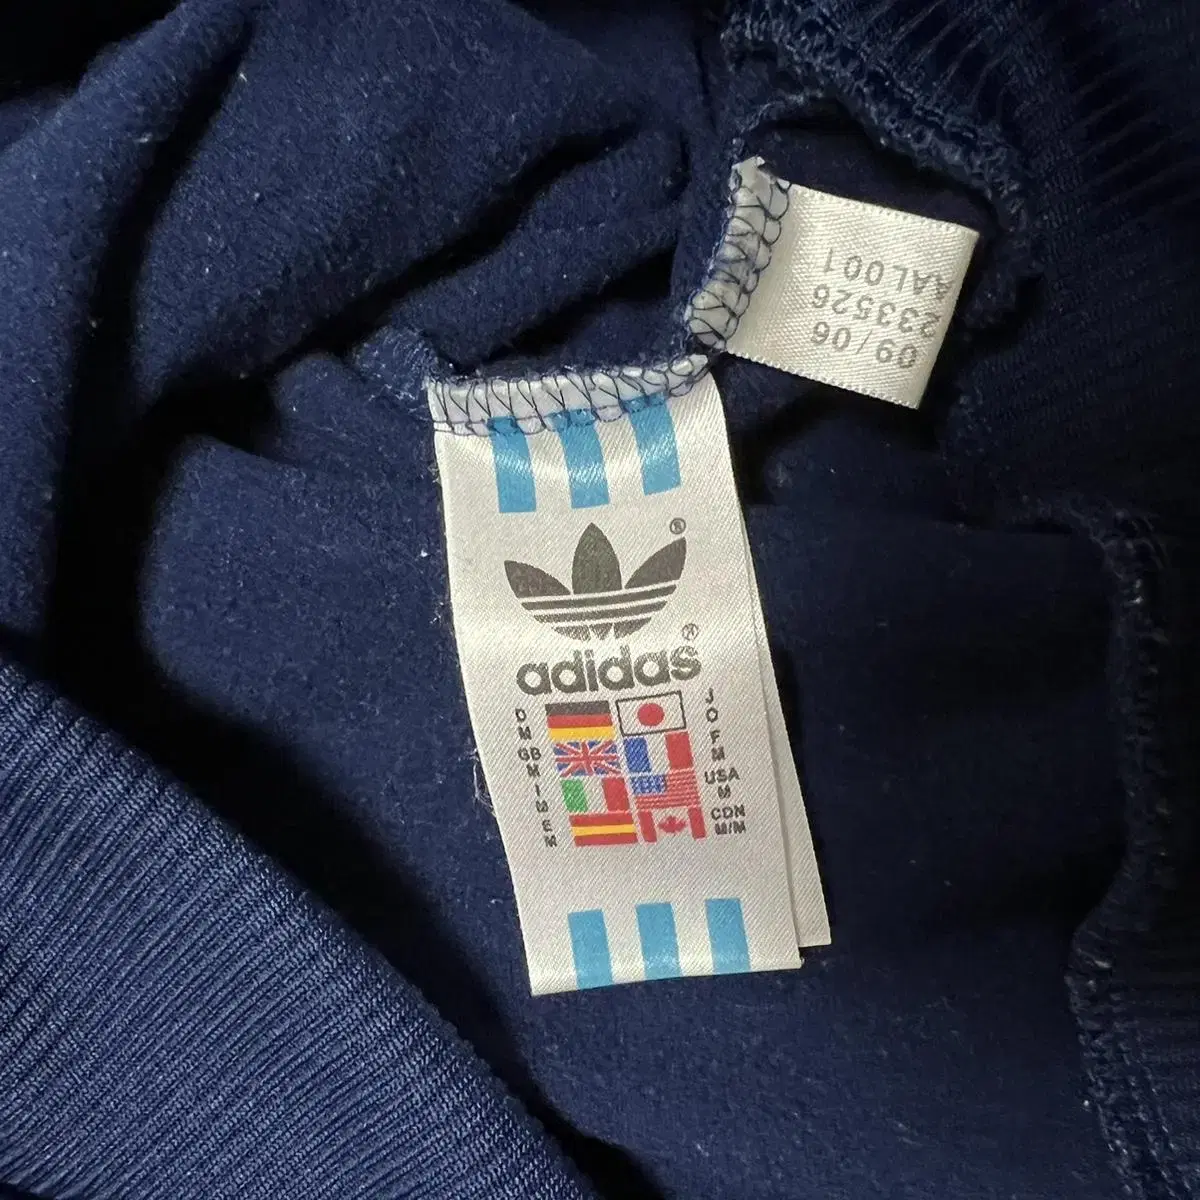 09/06
233526
AAL001
®
adidas®
D M
J O
GB M
F M
I M
USA M
E M
CDN M/M